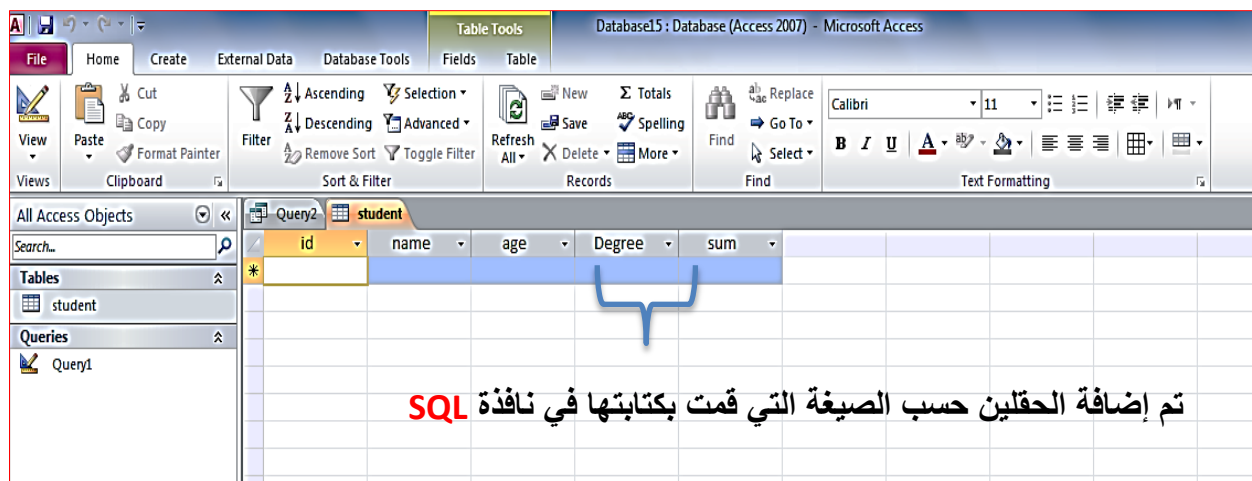 Table Tools
Database15 : Database (Access 2007) - Microsoft Access
File Home Create External Data Database Tools Fields Table
View
Views
Paste
Cut
Copy
Format Painter
Clipboard
Filter
Ascending
Descending
Remove Sort
Selection
Advanced
Toggle Filter
Sort & Filter
Refresh
All
New
Save
Delete
Totals
Spelling
More
Records
Find
Replace
Go To
Select
Find
Calibri 11
B I U A
Text Formatting
All Access Objects
Search...
Tables
student
Queries
Query1
Query2 student
id name age Degree sum
تم إضافة الحقلين حسب الصيغة التي قمت بكتابتها في نافذة SQL